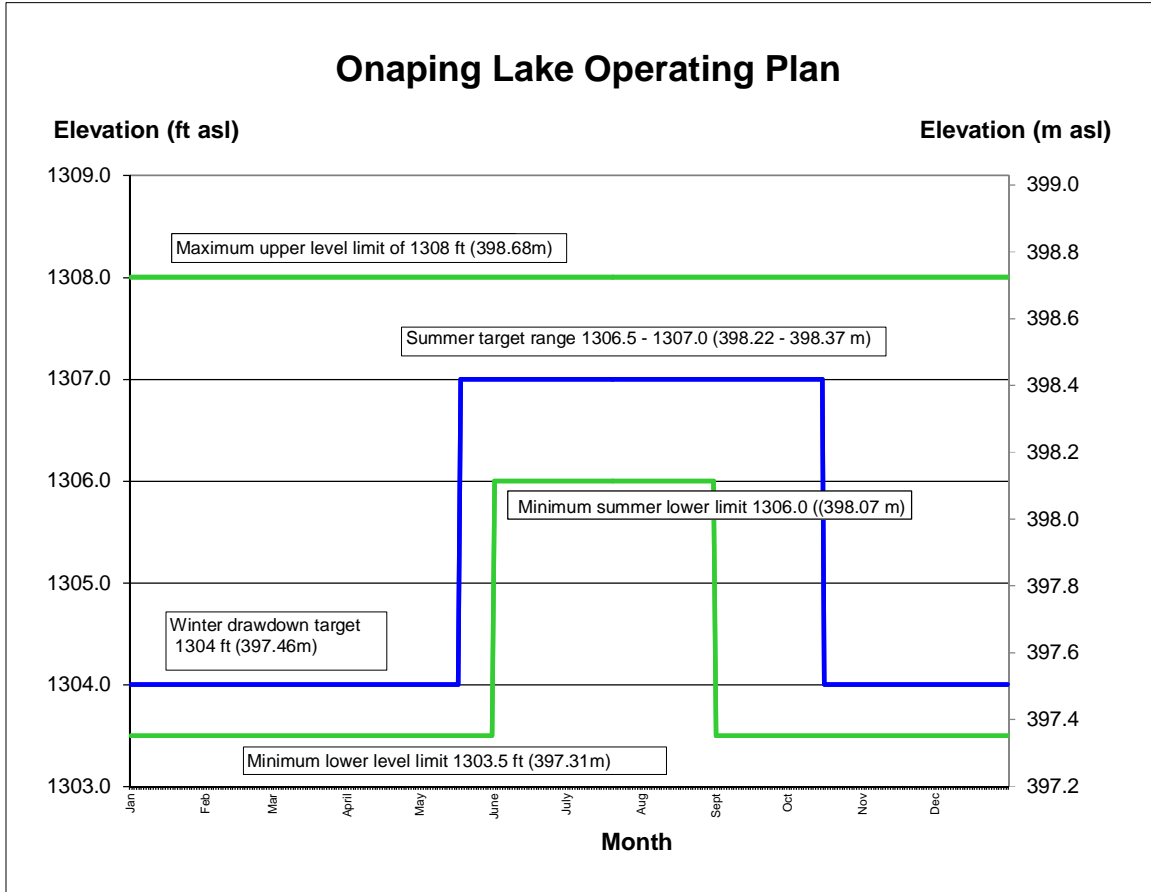 Onaping Lake Operating Plan
Elevation (ft asl)
Elevation (m asl)
1309.0
1308.0
1307.0
1306.0
1305.0
1304.0
1303.0
399.0
398.8
398.6
398.4
398.2
398.0
397.8
397.6
397.4
397.2
Maximum upper level limit of 1308 ft (398.68m)
Summer target range 1306.5 - 1307.0 (398.22 - 398.37 m)
Minimum summer lower limit 1306.0 ((398.07 m)
Winter drawdown target
1304 ft (397.46m)
Minimum lower level limit 1303.5 ft (397.31m)
Jan
Feb
Mar
April
May
June
July
Aug
Sept
Oct
Nov
Dec
Month